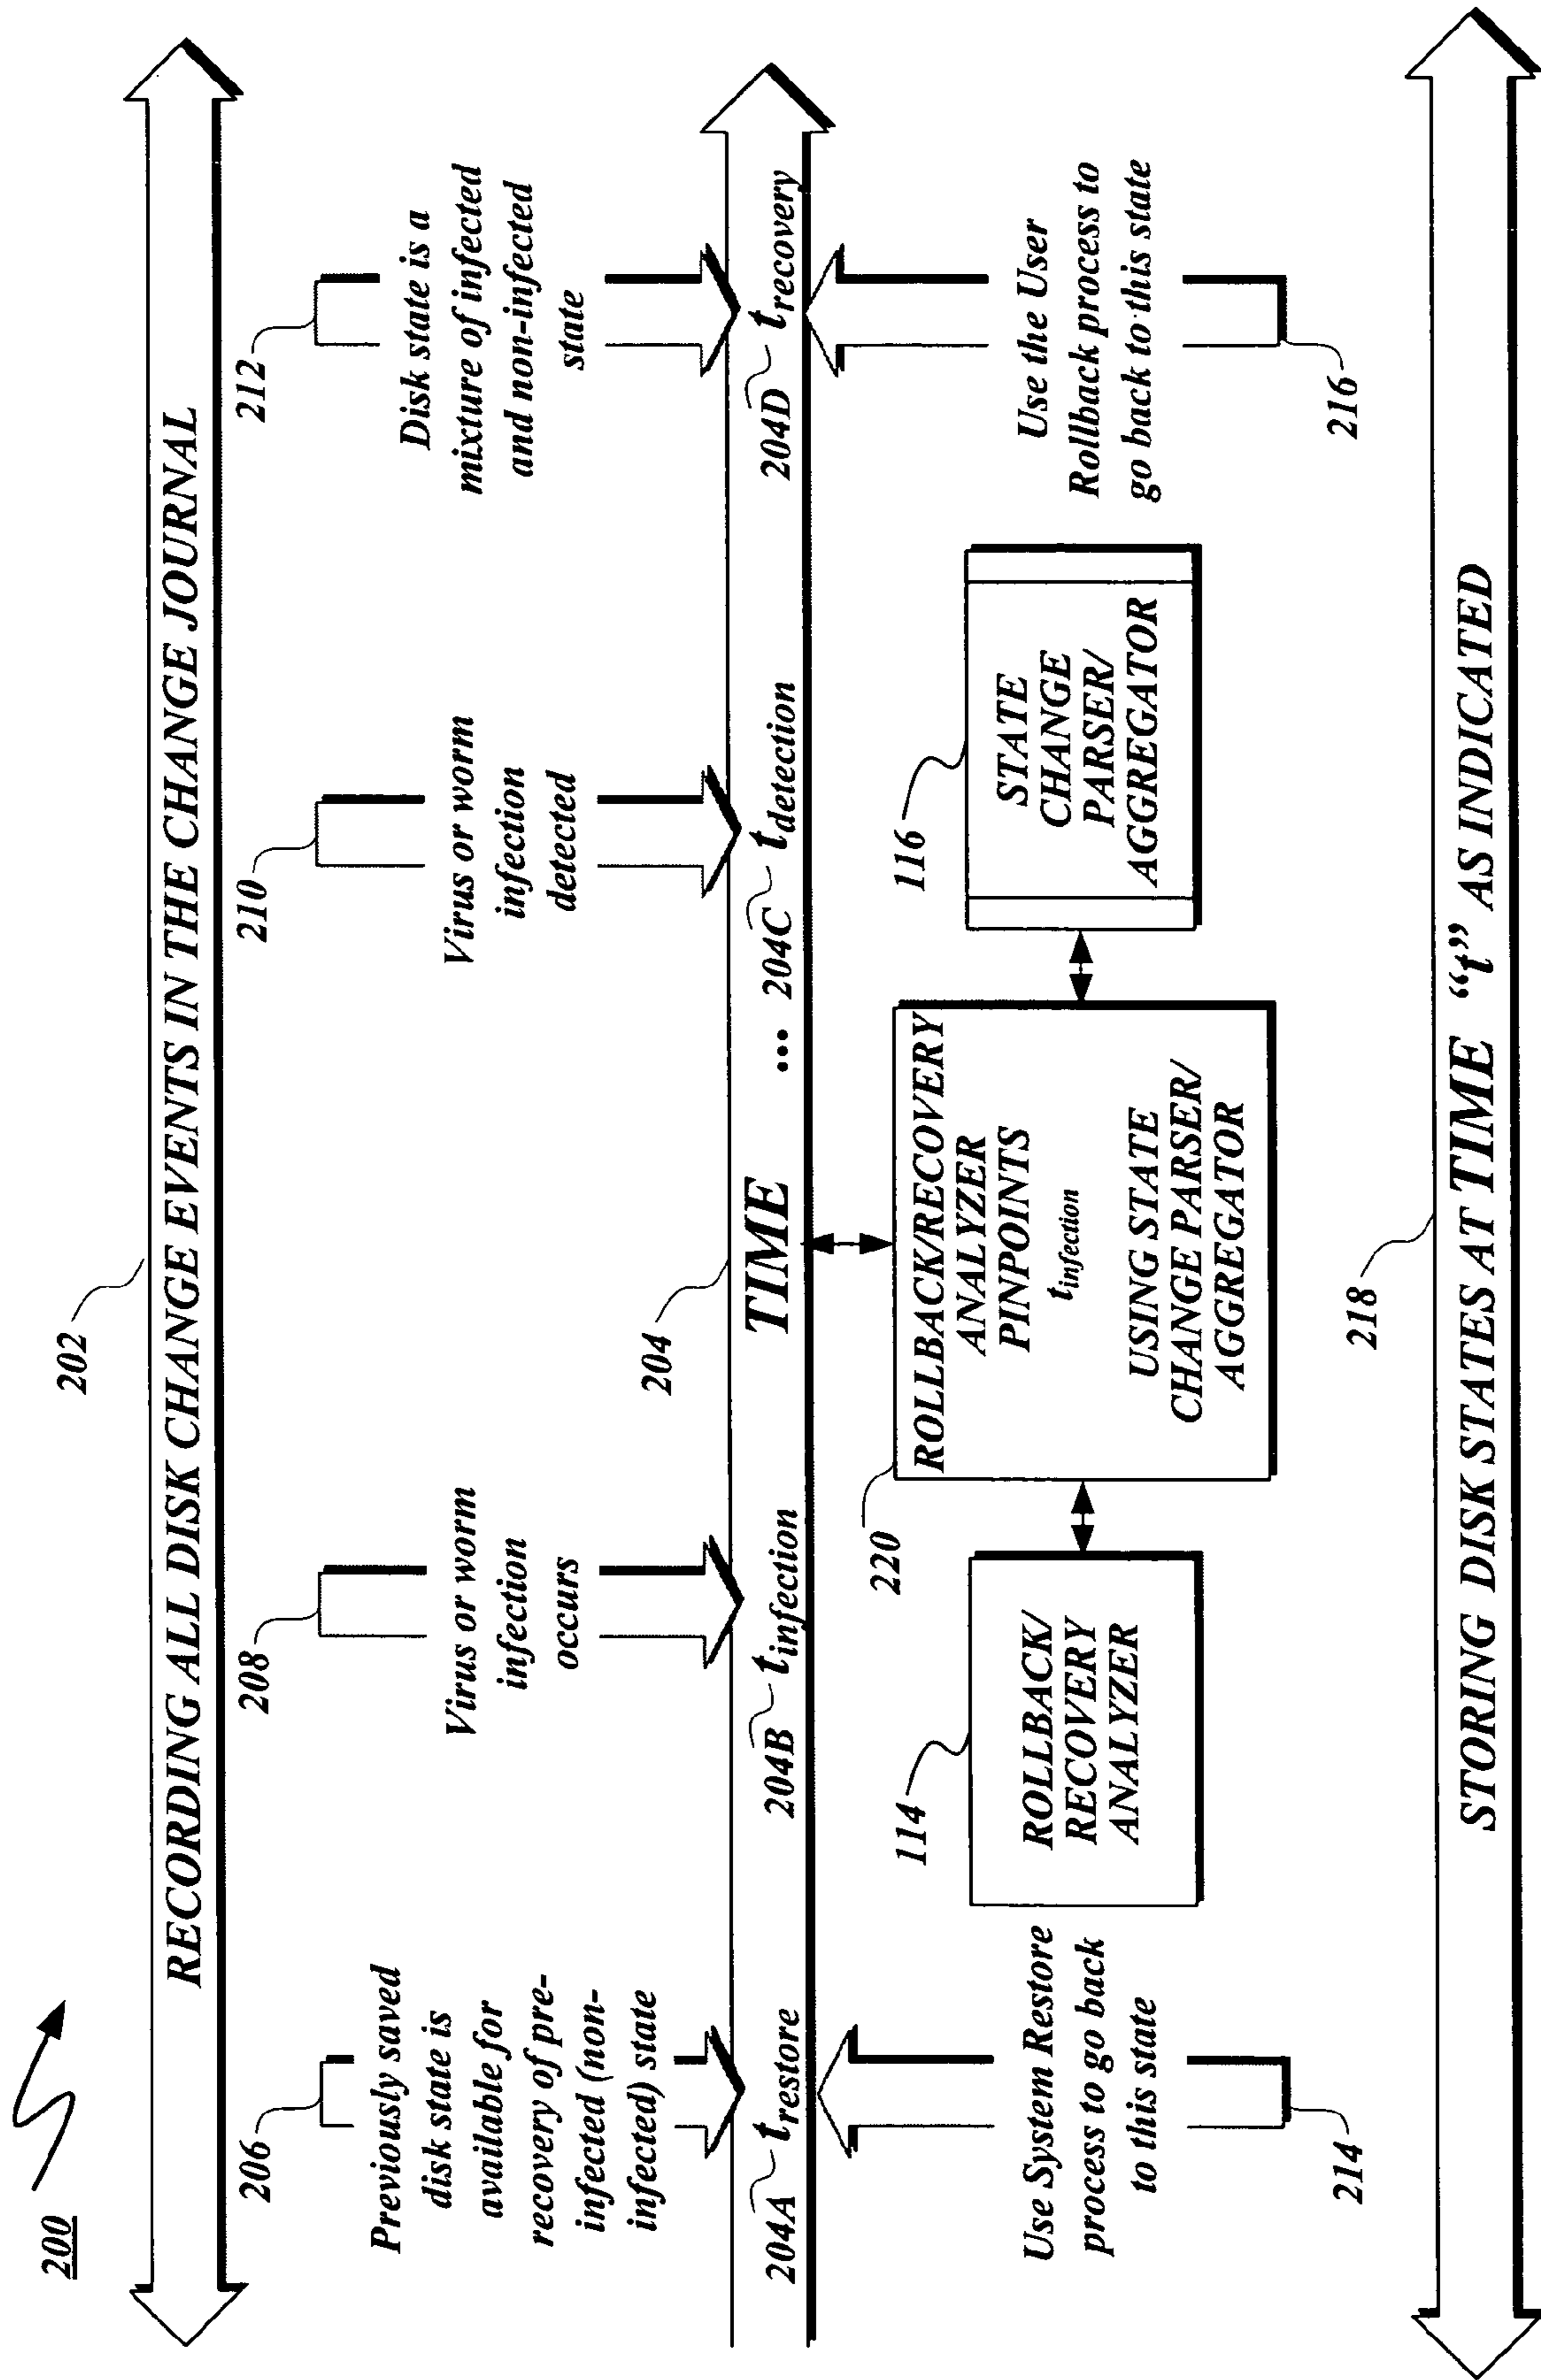 200
202
RECORDING ALL DISK CHANGE EVENTS IN THE CHANGE JOURNAL
206
Previously saved
disk state is
available for
recovery of pre-
infected (non-
infected) state
208
Virus or worm
infection
occurs
210
Virus or worm
infection
detected
212
Disk state is a
mixture of infected
and non-infected
state
204
204A trestore
204B tinfection
TIME ...
204C tdetection
204D trecovery
Use System Restore
process to go back
to this state
214
114
ROLLBACK/
RECOVERY
ANALYZER
220
ROLLBACK/RECOVERY
ANALYZER
PINPOINTS
tinfection
USING STATE
CHANGE PARSER/
AGGREGATOR
116
STATE
CHANGE
PARSER/
AGGREGATOR
Use the User
Rollback process to
go back to this state
216
218
STORING DISK STATES AT TIME “t” AS INDICATED